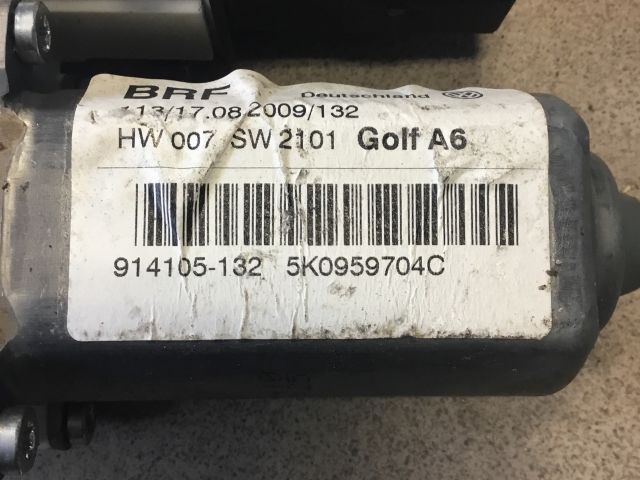 BRF Deutschland
113/17.08 2009/132
HW 007 SW 2101 Golf A6
914105-132 5K0959704C